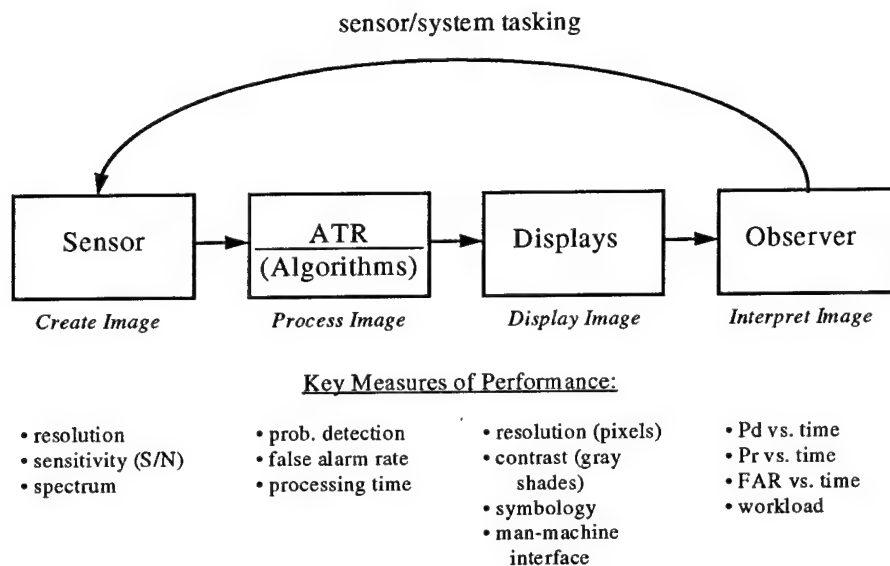 sensor/system tasking
Sensor
ATR
(Algorithms)
Displays
Observer
Create Image
Process Image
Display Image
Interpret Image
Key Measures of Performance:
• resolution
• sensitivity (S/N)
• spectrum
• prob. detection
• false alarm rate
• processing time
• resolution (pixels)
• contrast (gray
shades)
• symbology
• man-machine
interface
• Pd vs. time
• Pr vs. time
• FAR vs. time
• workload